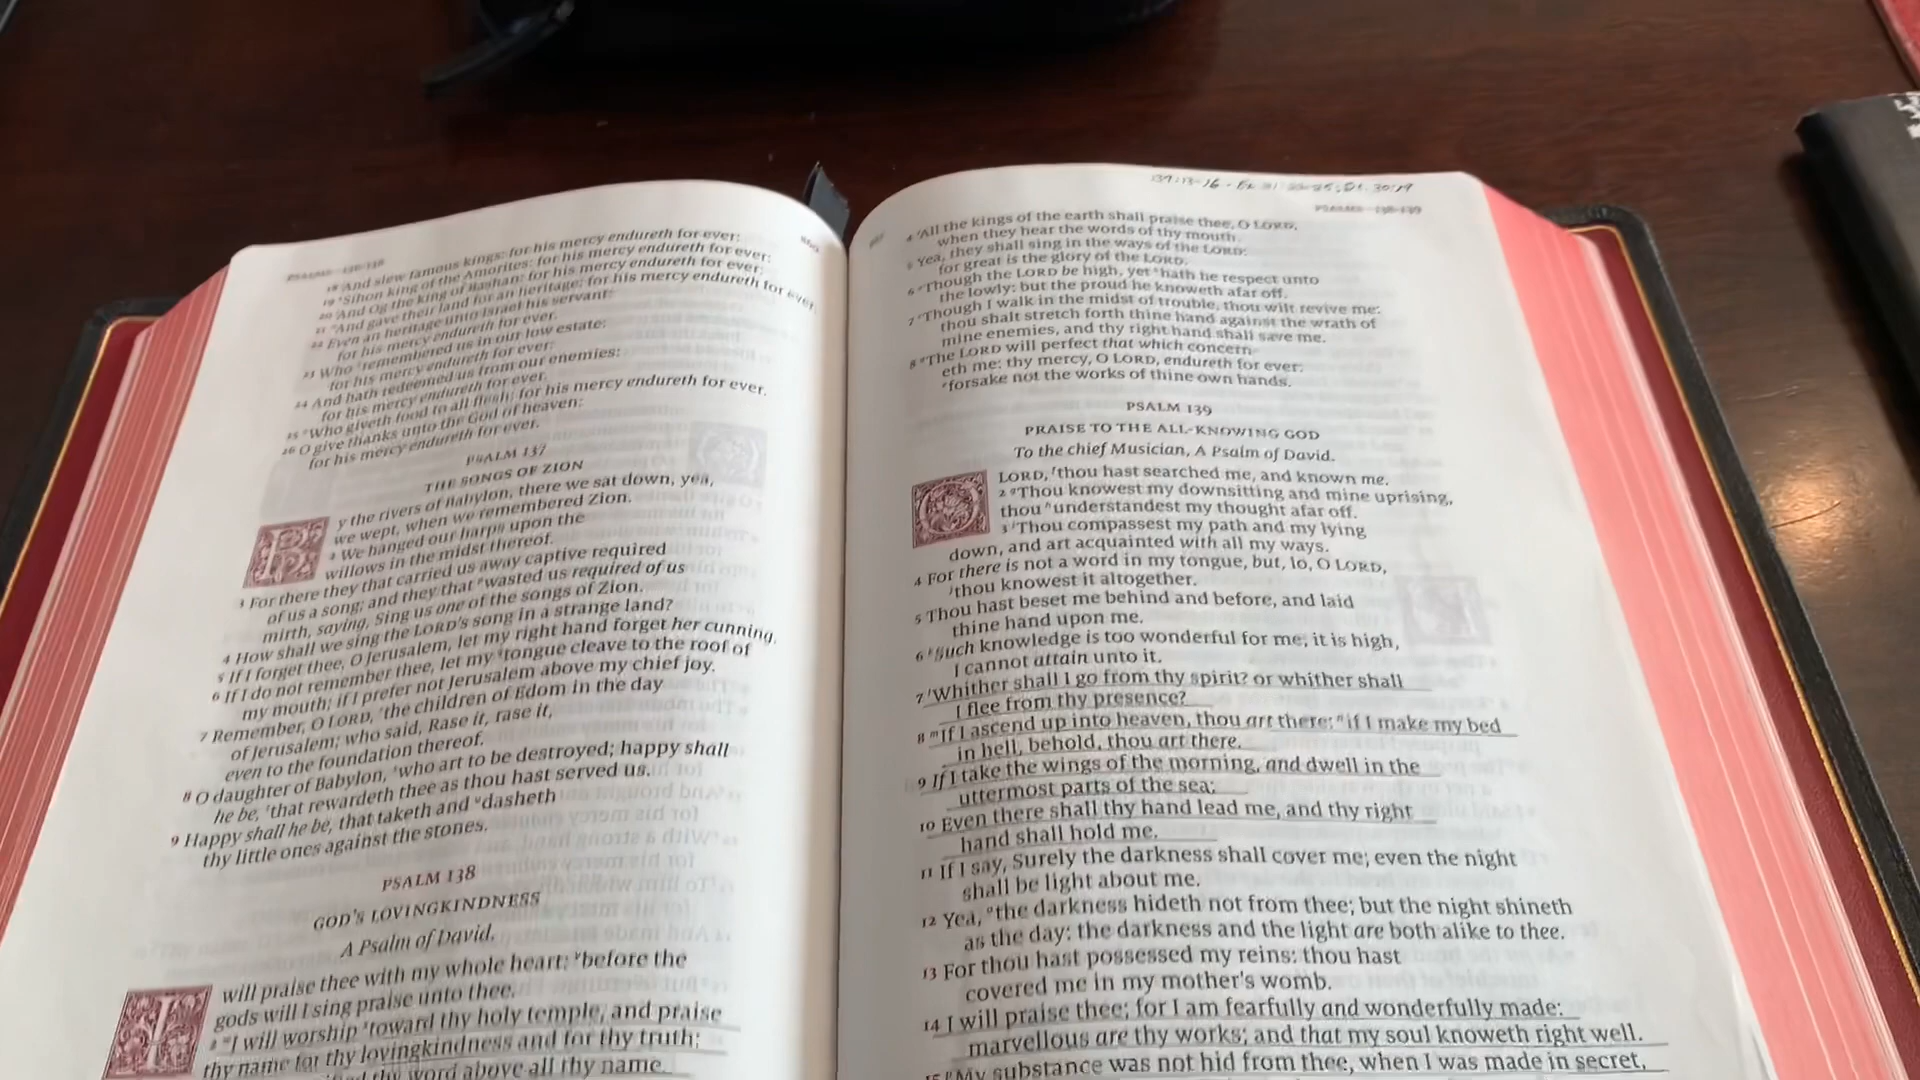 PSALMS 136-138
860
18 And slew famous kings: for his mercy endureth for ever:
19 Sihon king of the Amorites: for his mercy endureth for ever:
20 And Og the king of Bashan: for his mercy endureth for ever:
21 And gave their land for an heritage: for his mercy endureth for ever:
22 Even an heritage unto Israel his servant:
for his mercy endureth for ever.
23 Who remembered us in our low estate:
for his mercy endureth for ever:
24 And hath redeemed us from our enemies:
for his mercy endureth for ever.
25 Who giveth food to all flesh: for his mercy endureth for ever.
26 O give thanks unto the God of heaven:
for his mercy endureth for ever.
PSALM 137
THE SONGS OF ZION
By the rivers of Babylon, there we sat down, yea,
we wept, when we remembered Zion.
2 We hanged our harps upon the
willows in the midst thereof.
3 For there they that carried us away captive required
of us a song; and they that wasted us required of us
mirth, saying, Sing us one of the songs of Zion.
4 How shall we sing the LORD's song in a strange land?
5 If I forget thee, O Jerusalem, let my right hand forget her cunning.
6 If I do not remember thee, let my tongue cleave to the roof of
my mouth; if I prefer not Jerusalem above my chief joy.
7 Remember, O LORD, the children of Edom in the day
of Jerusalem; who said, Rase it, rase it,
even to the foundation thereof.
8 O daughter of Babylon, who art to be destroyed; happy shall
he be, that rewardeth thee as thou hast served us.
9 Happy shall he be, that taketh and dasheth
thy little ones against the stones.
PSALM 138
GOD'S LOVINGKINDNESS
A Psalm of David.
I will praise thee with my whole heart: before the
gods will I sing praise unto thee.
2 I will worship toward thy holy temple, and praise
thy name for thy lovingkindness and for thy truth:
thy word above all thy name.
PSALMS 138-139
4 All the kings of the earth shall praise thee, O LORD,
when they hear the words of thy mouth.
5 Yea, they shall sing in the ways of the LORD:
for great is the glory of the LORD.
6 Though the LORD be high, yet hath he respect unto
the lowly: but the proud he knoweth afar off.
7 Though I walk in the midst of trouble, thou wilt revive me:
thou shalt stretch forth thine hand against the wrath of
mine enemies, and thy right hand shall save me.
8 The LORD will perfect that which concern-
eth me: thy mercy, O LORD, endureth for ever:
forsake not the works of thine own hands.
PSALM 139
PRAISE TO THE ALL-KNOWING GOD
To the chief Musician, A Psalm of David.
O LORD, thou hast searched me, and known me.
2 Thou knowest my downsitting and mine uprising,
thou understandest my thought afar off.
3 Thou compassest my path and my lying
down, and art acquainted with all my ways.
4 For there is not a word in my tongue, but, lo, O LORD,
thou knowest it altogether.
5 Thou hast beset me behind and before, and laid
thine hand upon me.
6 Such knowledge is too wonderful for me; it is high,
I cannot attain unto it.
7 Whither shall I go from thy spirit? or whither shall
I flee from thy presence?
8 If I ascend up into heaven, thou art there: if I make my bed
in hell, behold, thou art there.
9 If I take the wings of the morning, and dwell in the
uttermost parts of the sea;
10 Even there shall thy hand lead me, and thy right
hand shall hold me.
11 If I say, Surely the darkness shall cover me; even the night
shall be light about me.
12 Yea, the darkness hideth not from thee; but the night shineth
as the day: the darkness and the light are both alike to thee.
13 For thou hast possessed my reins: thou hast
covered me in my mother's womb.
14 I will praise thee; for I am fearfully and wonderfully made:
marvellous are thy works; and that my soul knoweth right well.
15 My substance was not hid from thee, when I was made in secret,